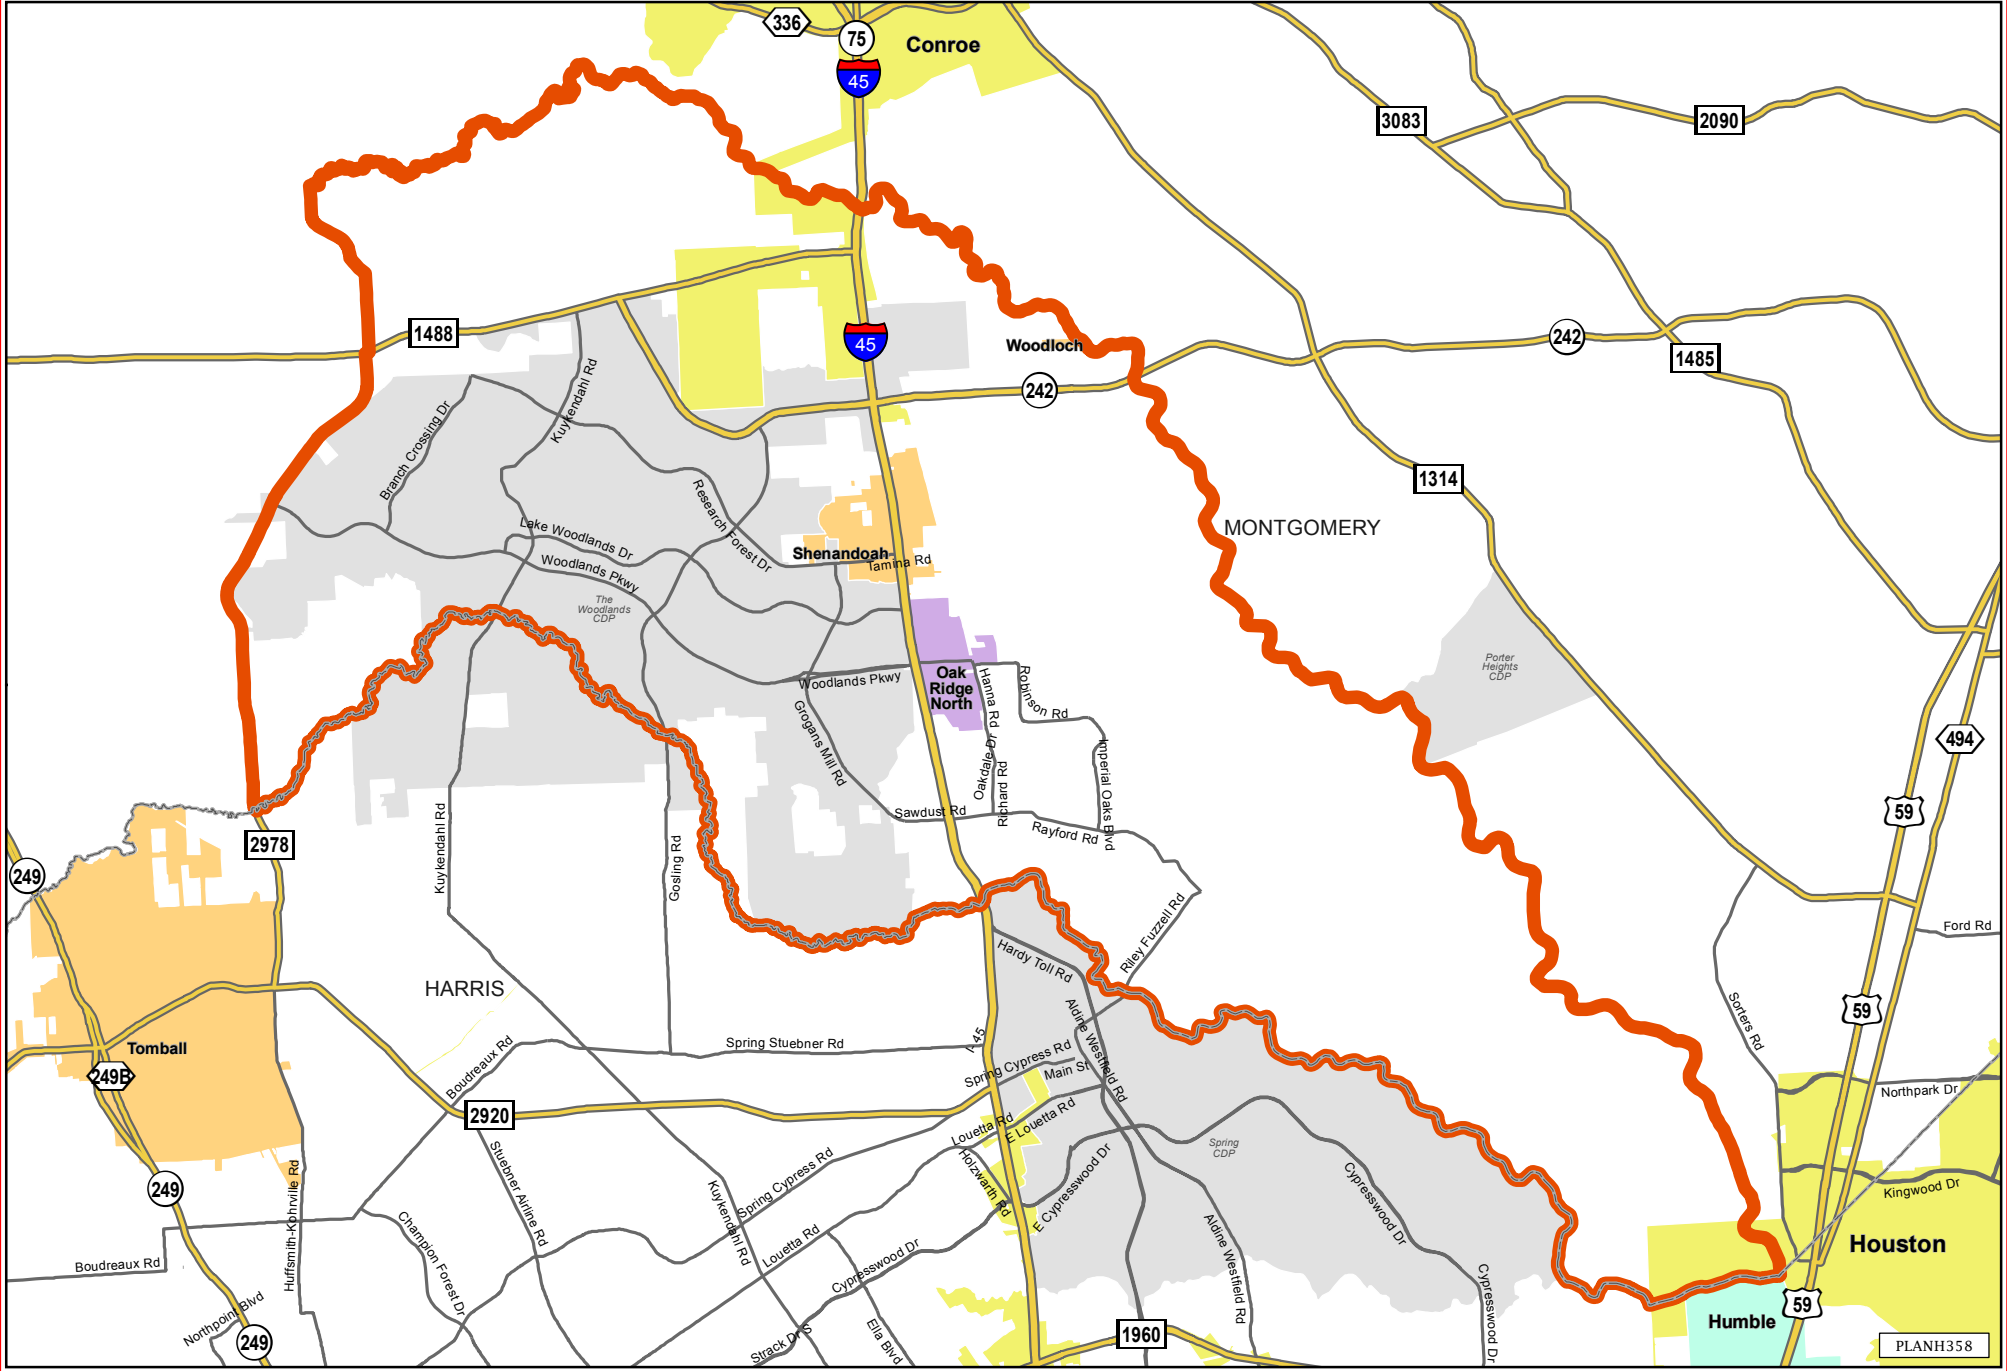 336
75
Conroe
45
3083
2090
1488
45
Woodloch
242
242
1485
Kuykendahl Rd
Branch Crossing Dr
1314
Research Forest Dr
MONTGOMERY
Lake Woodlands Dr
Shenandoah
Tamina Rd
Woodlands Pkwy
The
Woodlands
CDP
Porter
Heights
CDP
Woodlands Pkwy
Oak
Ridge
North
Hanna Rd
Robinson Rd
Grogans Mill Rd
Oakdale Dr
Richard Rd
Imperial Oaks Blvd
494
59
Sawdust Rd
Rayford Rd
2978
Kuykendahl Rd
Gosling Rd
249
Riley Fuzzell Rd
Ford Rd
Hardy Toll Rd
HARRIS
59
Aldine Westfield Rd
Sorters Rd
Tomball
249B
Boudreaux Rd
Spring Stuebner Rd
I-45
Spring Cypress Rd
Main St
Northpark Dr
2920
Louetta Rd
E Louetta Rd
Stuebner Airline Rd
Spring Cypress Rd
Holzwarth Rd
E Cypresswood Dr
Spring
CDP
Cypresswood Dr
Kingwood Dr
249
Huffsmith-Kohrville Rd
Champion Forest Dr
Kuykendahl Rd
Louetta Rd
Cypresswood Dr
Aldine Westfield Rd
Houston
Boudreaux Rd
Cypresswood Dr
59
Humble
Northpoint Blvd
249
Strack Dr S
Ella Blvd
1960
PLANH358